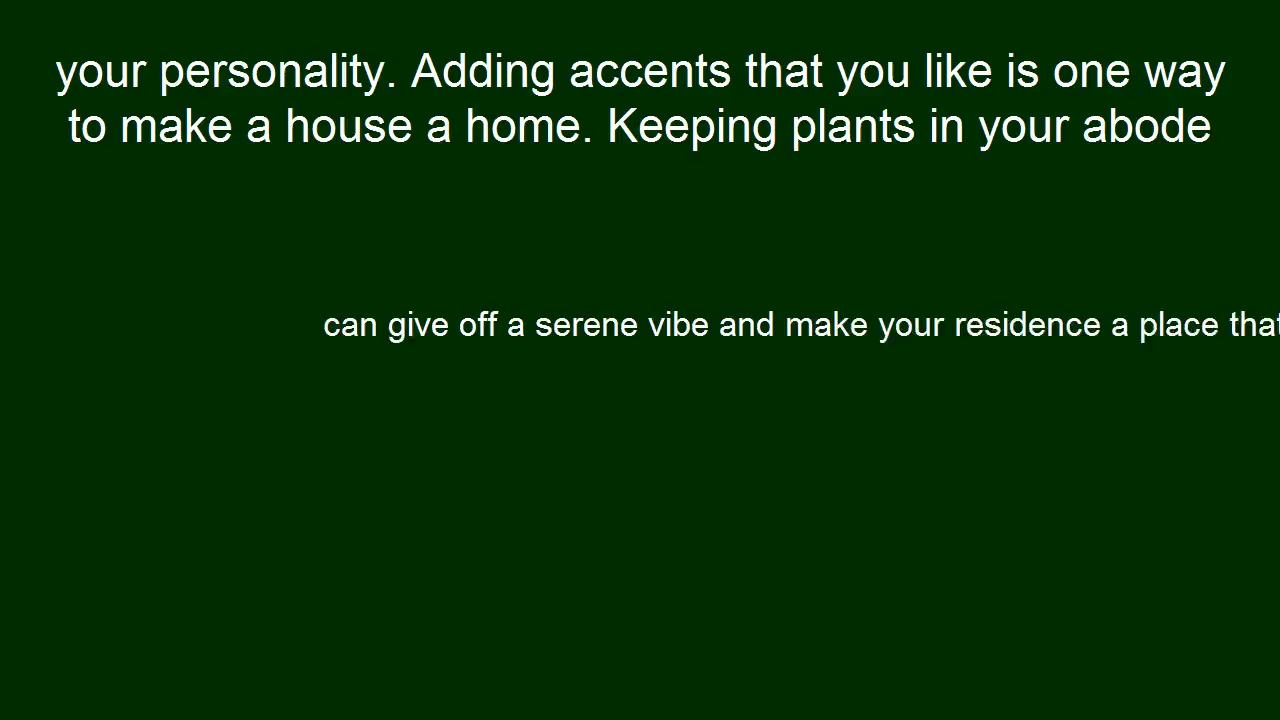 your personality. Adding accents that you like is one way
to make a house a home. Keeping plants in your abode
can give off a serene vibe and make your residence a place that